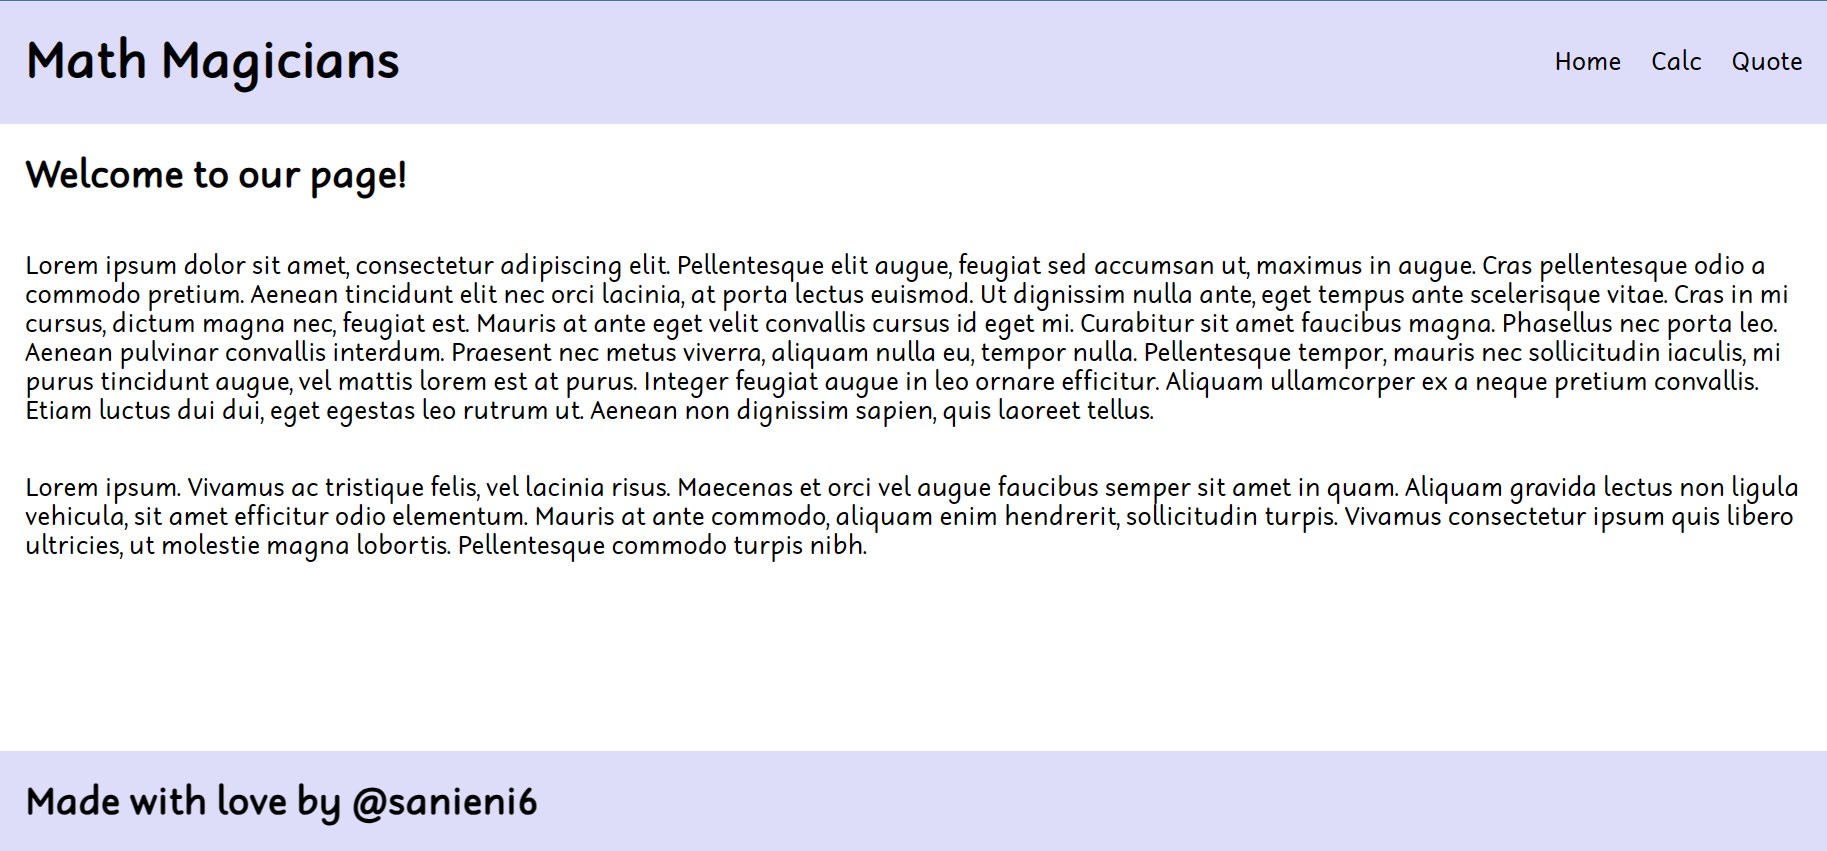 Math Magicians
Home Calc Quote
Welcome to our page!
Lorem ipsum dolor sit amet, consectetur adipiscing elit. Pellentesque elit augue, feugiat sed accumsan ut, maximus in augue. Cras pellentesque odio a
commodo pretium. Aenean tincidunt elit nec orci lacinia, at porta lectus euismod. Ut dignissim nulla ante, eget tempus ante scelerisque vitae. Cras in mi
cursus, dictum magna nec, feugiat est. Mauris at ante eget velit convallis cursus id eget mi. Curabitur sit amet faucibus magna. Phasellus nec porta leo.
Aenean pulvinar convallis interdum. Praesent nec metus viverra, aliquam nulla eu, tempor nulla. Pellentesque tempor, mauris nec sollicitudin iaculis, mi
purus tincidunt augue, vel mattis lorem est at purus. Integer feugiat augue in leo ornare efficitur. Aliquam ullamcorper ex a neque pretium convallis.
Etiam luctus dui dui, eget egestas leo rutrum ut. Aenean non dignissim sapien, quis laoreet tellus.
Lorem ipsum. Vivamus ac tristique felis, vel lacinia risus. Maecenas et orci vel augue faucibus semper sit amet in quam. Aliquam gravida lectus non ligula
vehicula, sit amet efficitur odio elementum. Mauris at ante commodo, aliquam enim hendrerit, sollicitudin turpis. Vivamus consectetur ipsum quis libero
ultricies, ut molestie magna lobortis. Pellentesque commodo turpis nibh.
Made with love by @sanieni6